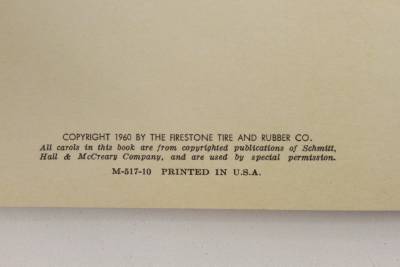 COPYRIGHT 1960 BY THE FIRESTONE TIRE AND RUBBER CO.
All carols in this book are from copyrighted publications of Schmitt,
Hall & McCreary Company, and are used by special permission.
M-517-10 PRINTED IN U.S.A.